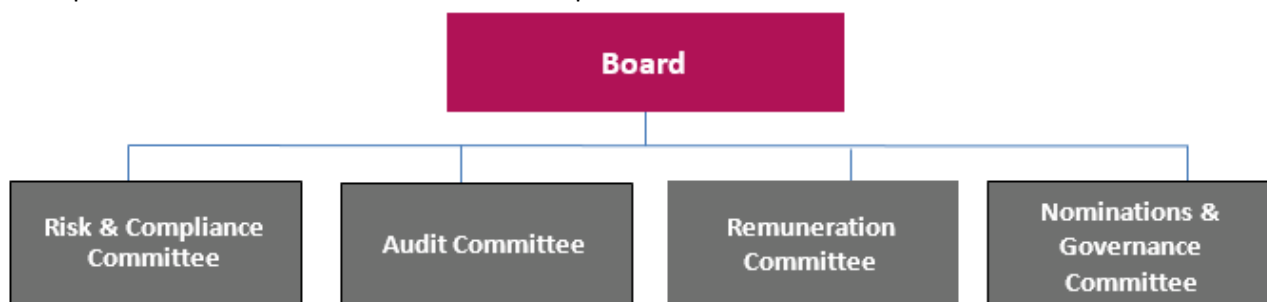 Board
Risk & Compliance
Committee
Audit Committee
Remuneration
Committee
Nominations &
Governance
Committee